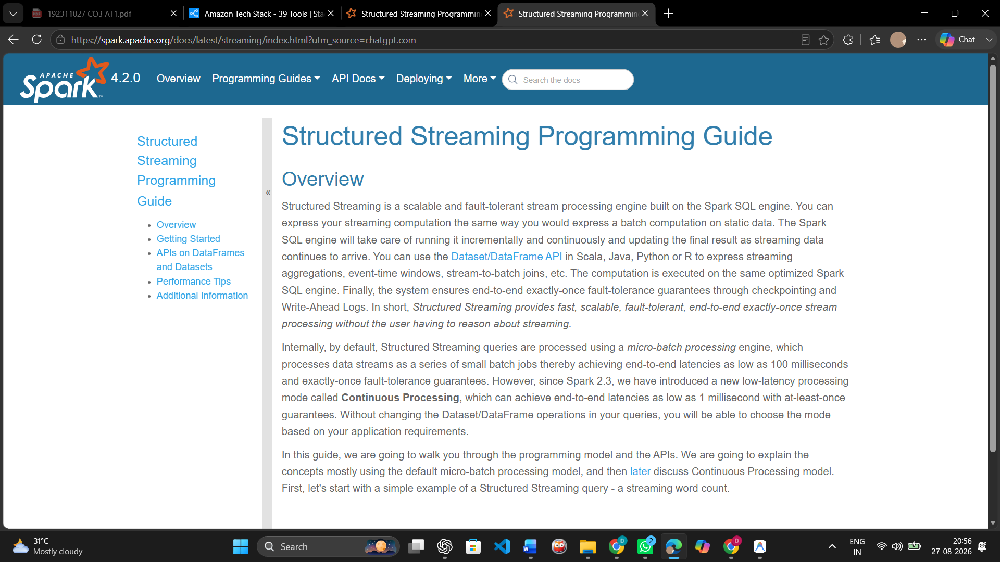 192311027 CO3 AT1.pdf
Amazon Tech Stack - 39 Tools | Sta
Structured Streaming Programmin
Structured Streaming Programmin
https://spark.apache.org/docs/latest/streaming/index.html?utm_source=chatgpt.com
Chat
APACHE
Spark
4.2.0
Overview
Programming Guides
API Docs
Deploying
More
Search the docs
Structured
Streaming
Programming
Guide
Overview
Getting Started
APIs on DataFrames
and Datasets
Performance Tips
Additional Information
«
Structured Streaming Programming Guide
Overview
Structured Streaming is a scalable and fault-tolerant stream processing engine built on the Spark SQL engine. You can
express your streaming computation the same way you would express a batch computation on static data. The Spark
SQL engine will take care of running it incrementally and continuously and updating the final result as streaming data
continues to arrive. You can use the Dataset/DataFrame API in Scala, Java, Python or R to express streaming
aggregations, event-time windows, stream-to-batch joins, etc. The computation is executed on the same optimized Spark
SQL engine. Finally, the system ensures end-to-end exactly-once fault-tolerance guarantees through checkpointing and
Write-Ahead Logs. In short, Structured Streaming provides fast, scalable, fault-tolerant, end-to-end exactly-once stream
processing without the user having to reason about streaming.
Internally, by default, Structured Streaming queries are processed using a micro-batch processing engine, which
processes data streams as a series of small batch jobs thereby achieving end-to-end latencies as low as 100 milliseconds
and exactly-once fault-tolerance guarantees. However, since Spark 2.3, we have introduced a new low-latency processing
mode called Continuous Processing, which can achieve end-to-end latencies as low as 1 millisecond with at-least-once
guarantees. Without changing the Dataset/DataFrame operations in your queries, you will be able to choose the mode
based on your application requirements.
In this guide, we are going to walk you through the programming model and the APIs. We are going to explain the
concepts mostly using the default micro-batch processing model, and then later discuss Continuous Processing model.
First, let’s start with a simple example of a Structured Streaming query - a streaming word count.
31°C
Mostly cloudy
Search
D
2
D
ENG
IN
20:56
27-08-2026